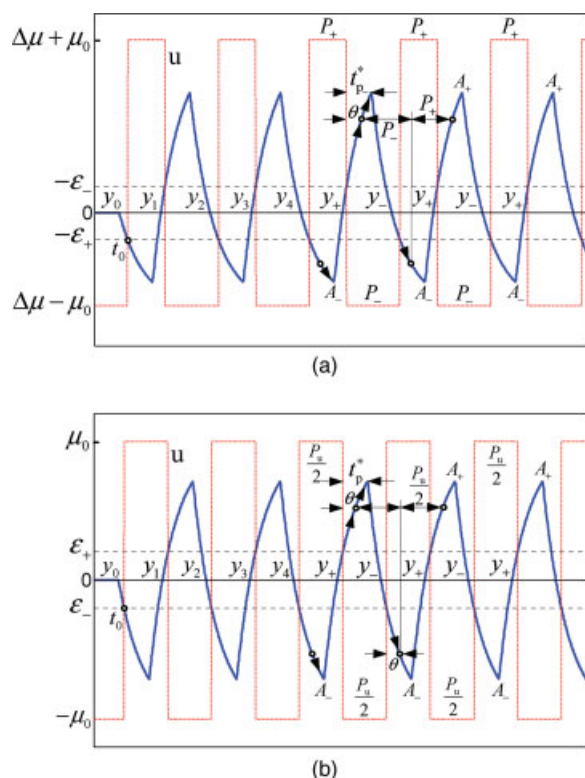 P₊ P₊ P₊
Δμ + μ₀
u
t*ₚ A₊ A₊
θ P₋ P₊
−ε₋
y₀ y₁ y₂ y₃ y₄ y₊ y₋ y₊ y₋ y₊
0
−ε₊
t₀
A₋ A₋ A₋
Δμ − μ₀ P₋ P₋
(a)
μ₀
u Pᵤ/2 t*ₚ Pᵤ/2 A₊ Pᵤ/2 A₊
θ
ε₊
y₀ y₁ y₂ y₃ y₄ y₊ y₋ y₊ y₋ y₊
0
ε₋
t₀
θ
A₋ Pᵤ/2 A₋ Pᵤ/2 A₋
−μ₀
(b)